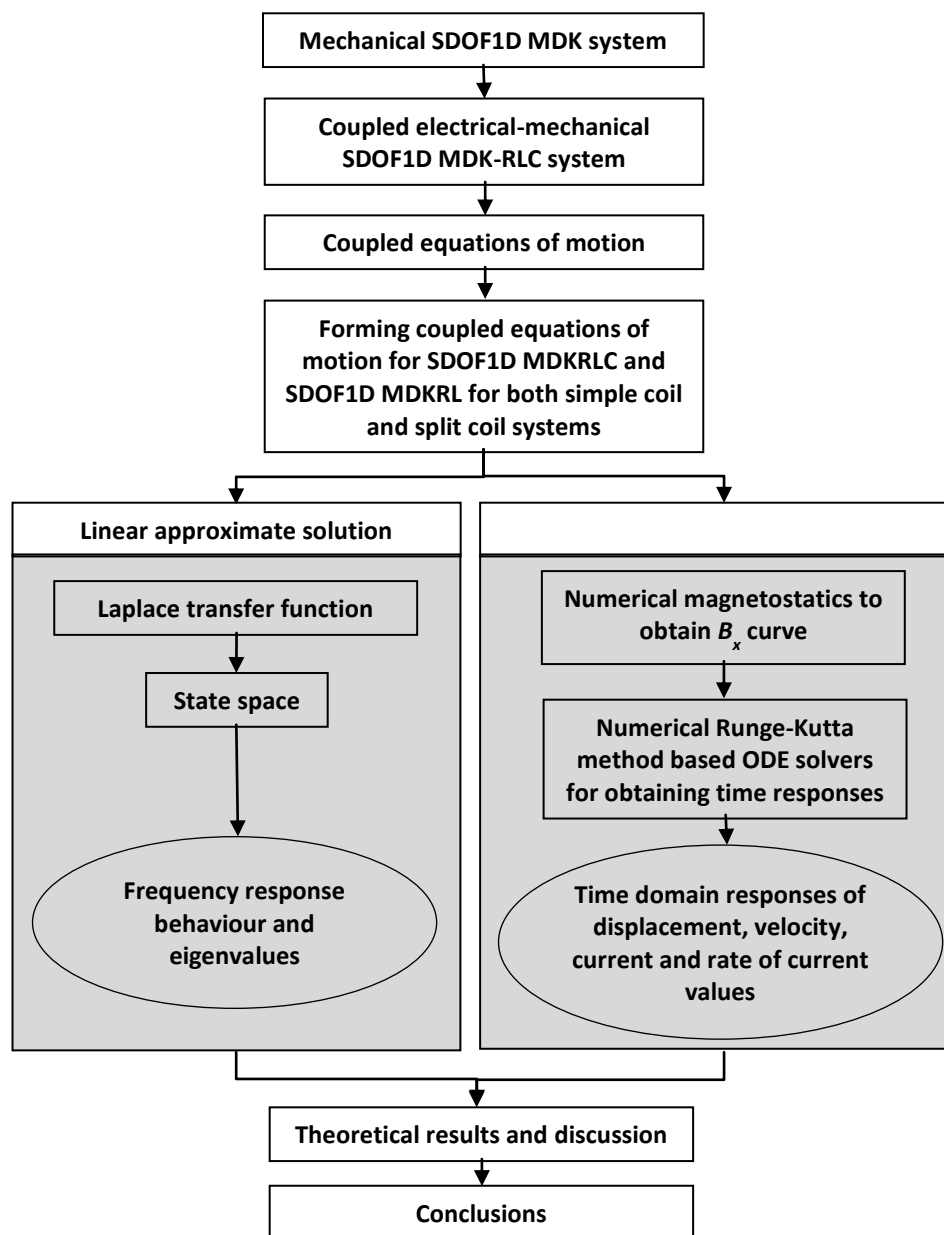 Mechanical SDOF1D MDK system
Coupled electrical-mechanical
SDOF1D MDK-RLC system
Coupled equations of motion
Forming coupled equations of
motion for SDOF1D MDKRLC and
SDOF1D MDKRL for both simple coil
and split coil systems
Linear approximate solution
Laplace transfer function
State space
Frequency response
behaviour and
eigenvalues
Numerical magnetostatics to
obtain B_x curve
Numerical Runge-Kutta
method based ODE solvers
for obtaining time responses
Time domain responses of
displacement, velocity,
current and rate of current
values
Theoretical results and discussion
Conclusions